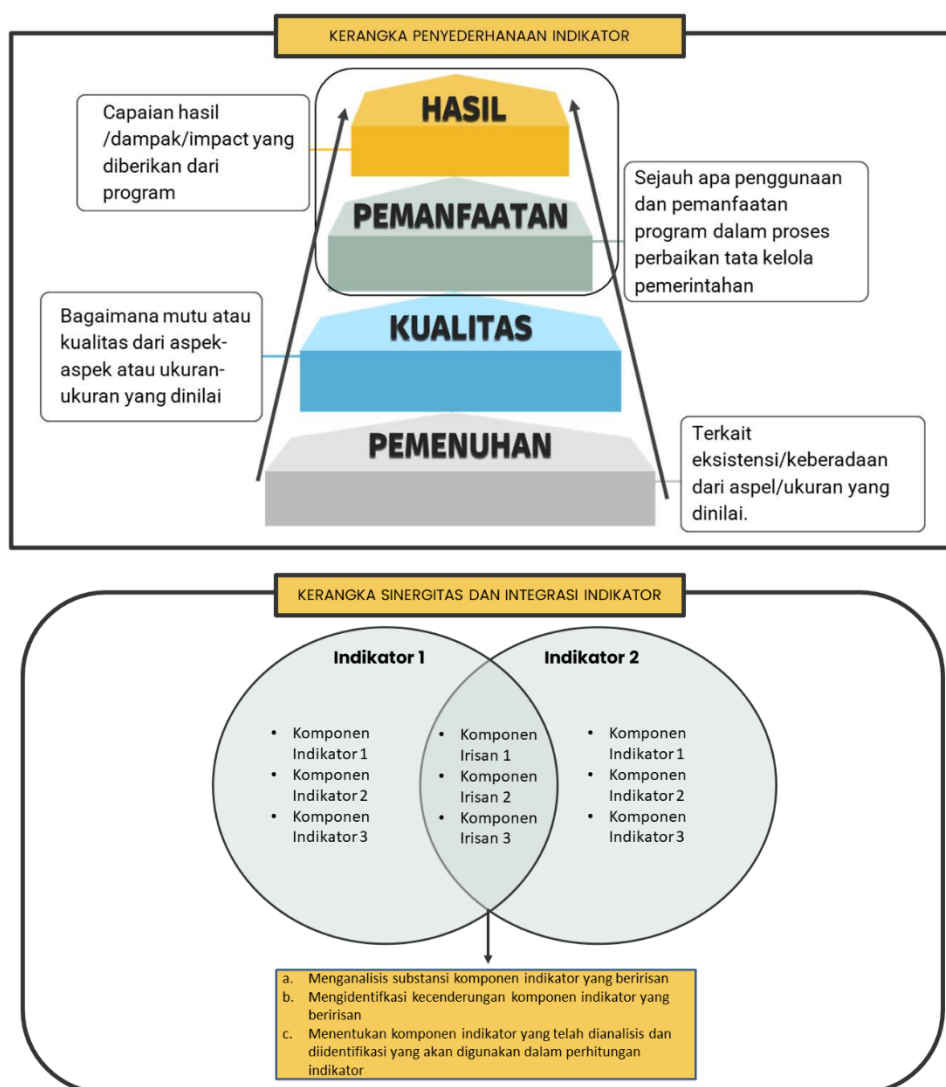 KERANGKA PENYEDERHANAAN INDIKATOR
HASIL
Capaian hasil
/dampak/impact yang
diberikan dari
program
PEMANFAATAN
Sejauh apa penggunaan
dan pemanfaatan
program dalam proses
perbaikan tata kelola
pemerintahan
KUALITAS
Bagaimana mutu atau
kualitas dari aspek-
aspek atau ukuran-
ukuran yang dinilai
PEMENUHAN
Terkait
eksistensi/keberadaan
dari aspel/ukuran yang
dinilai.
KERANGKA SINERGITAS DAN INTEGRASI INDIKATOR
Indikator 1
• Komponen
Indikator 1
• Komponen
Indikator 2
• Komponen
Indikator 3
• Komponen
Irisan 1
• Komponen
Irisan 2
• Komponen
Irisan 3
Indikator 2
• Komponen
Indikator 1
• Komponen
Indikator 2
• Komponen
Indikator 3
a. Menganalisis substansi komponen indikator yang beririsan
b. Mengidentifkasi kecenderungan komponen indikator yang
beririsan
c. Menentukan komponen indikator yang telah dianalisis dan
diidentifikasi yang akan digunakan dalam perhitungan
indikator